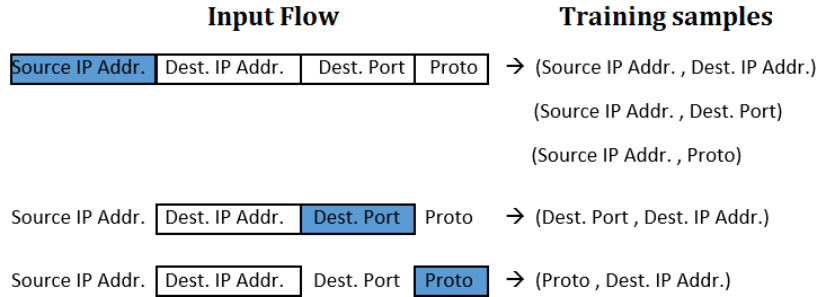 Input Flow Training samples
Source IP Addr. Dest. IP Addr. Dest. Port Proto → (Source IP Addr. , Dest. IP Addr.)
(Source IP Addr. , Dest. Port)
(Source IP Addr. , Proto)
Source IP Addr. Dest. IP Addr. Dest. Port Proto → (Dest. Port , Dest. IP Addr.)
Source IP Addr. Dest. IP Addr. Dest. Port Proto → (Proto , Dest. IP Addr.)